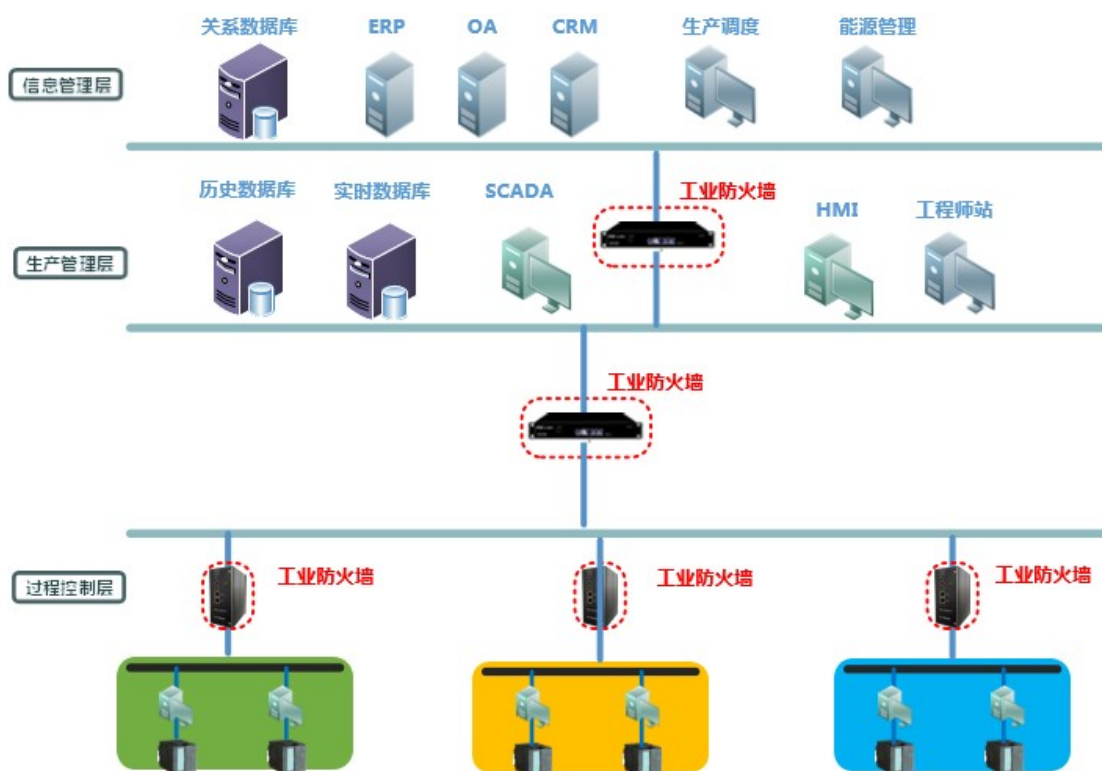 关系数据库
ERP
OA
CRM
生产调度
能源管理
信息管理层
历史数据库
实时数据库
SCADA
工业防火墙
HMI
工程师站
生产管理层
工业防火墙
过程控制层
工业防火墙
工业防火墙
工业防火墙